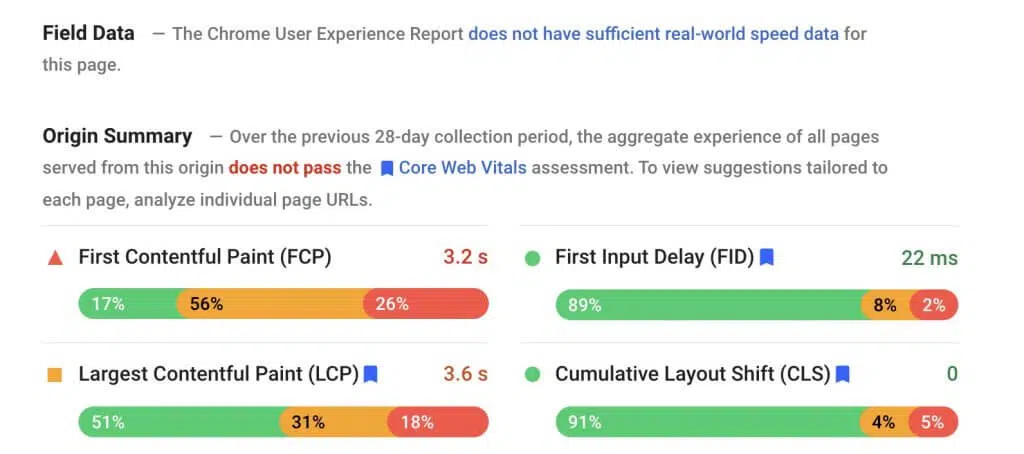 Field Data — The Chrome User Experience Report does not have sufficient real-world speed data for
this page.
Origin Summary — Over the previous 28-day collection period, the aggregate experience of all pages
served from this origin does not pass the Core Web Vitals assessment. To view suggestions tailored to
each page, analyze individual page URLs.
First Contentful Paint (FCP) 3.2 s
17% 56% 26%
First Input Delay (FID) 22 ms
89% 8% 2%
Largest Contentful Paint (LCP) 3.6 s
51% 31% 18%
Cumulative Layout Shift (CLS) 0
91% 4% 5%